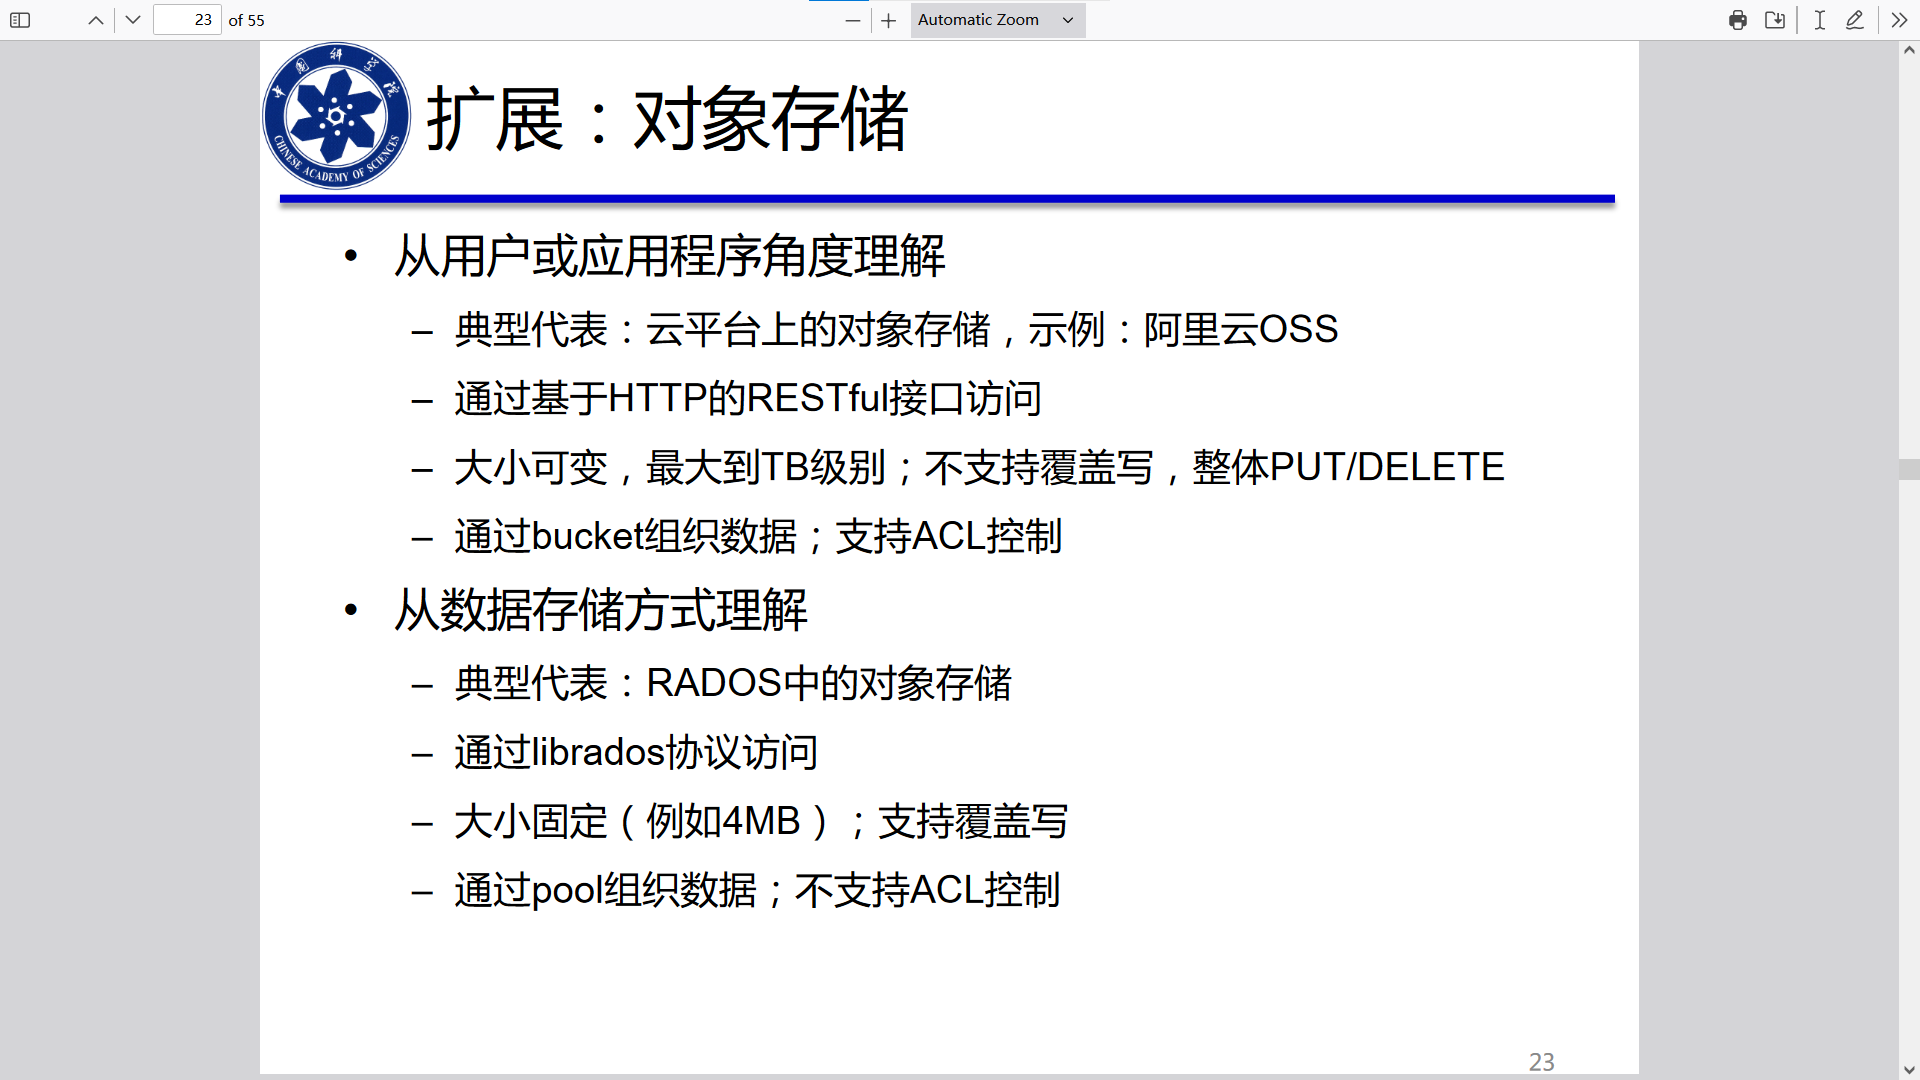 23 of 55
Automatic Zoom
中国科学院
CHINESE ACADEMY OF SCIENCES
扩展：对象存储
• 从用户或应用程序角度理解
– 典型代表：云平台上的对象存储，示例：阿里云OSS
– 通过基于HTTP的RESTful接口访问
– 大小可变，最大到TB级别；不支持覆盖写，整体PUT/DELETE
– 通过bucket组织数据；支持ACL控制
• 从数据存储方式理解
– 典型代表：RADOS中的对象存储
– 通过librados协议访问
– 大小固定（例如4MB）；支持覆盖写
– 通过pool组织数据；不支持ACL控制
23